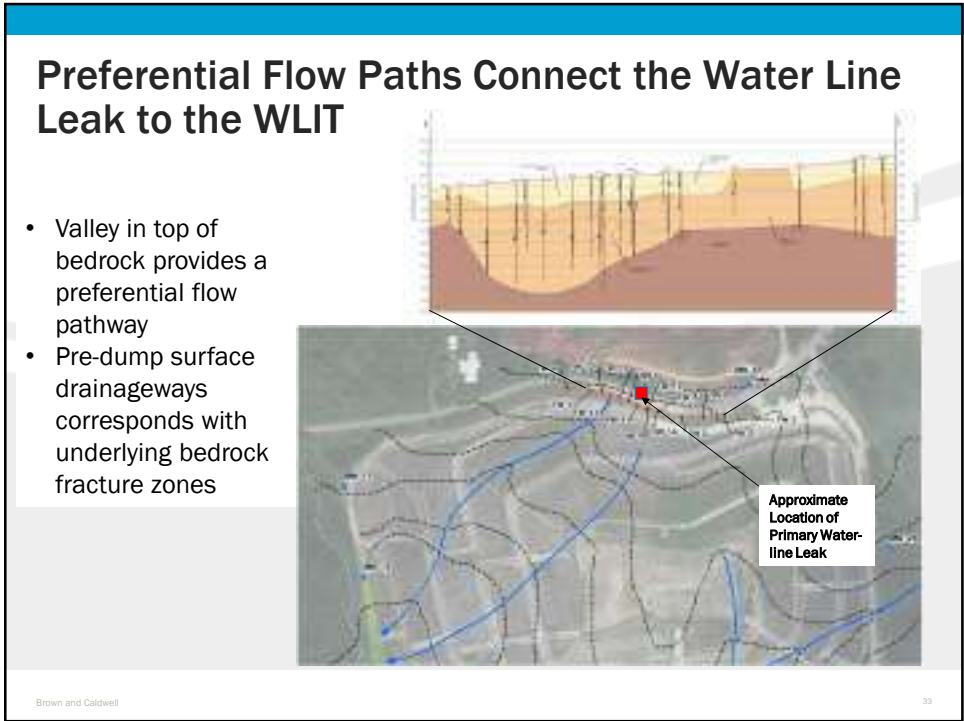 Preferential Flow Paths Connect the Water Line
Leak to the WLIT
• Valley in top of
bedrock provides a
preferential flow
pathway
• Pre-dump surface
drainageways
corresponds with
underlying bedrock
fracture zones
Approximate
Location of
Primary Water-
line Leak
Brown and Caldwell
33